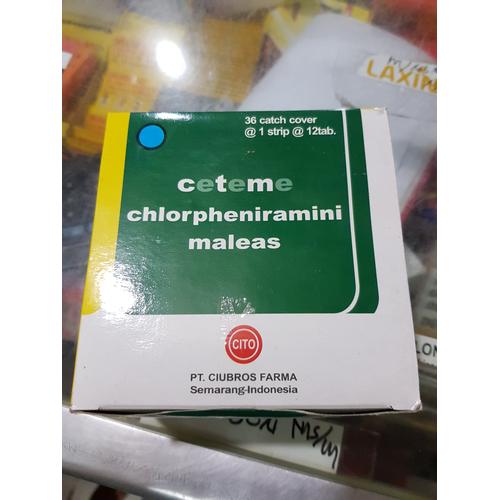 LAXIN
36 catch cover
@ 1 strip @ 12tab.
ceteme
chlorpheniramini
maleas
CITO
PT. CIUBROS FARMA
Semarang-Indonesia